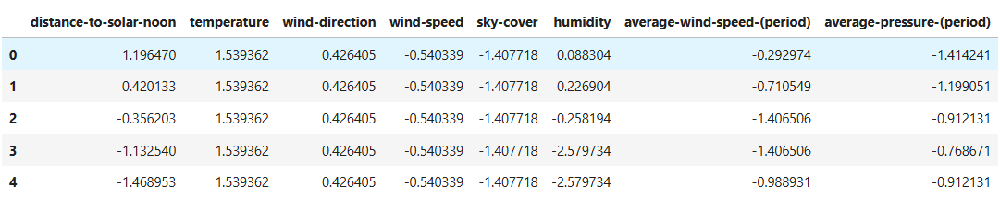 distance-to-solar-noon temperature wind-direction wind-speed sky-cover humidity average-wind-speed-(period) average-pressure-(period)
0 1.196470 1.539362 0.426405 -0.540339 -1.407718 0.088304 -0.292974 -1.414241
1 0.420133 1.539362 0.426405 -0.540339 -1.407718 0.226904 -0.710549 -1.199051
2 -0.356203 1.539362 0.426405 -0.540339 -1.407718 -0.258194 -1.406506 -0.912131
3 -1.132540 1.539362 0.426405 -0.540339 -1.407718 -2.579734 -1.406506 -0.768671
4 -1.468953 1.539362 0.426405 -0.540339 -1.407718 -2.579734 -0.988931 -0.912131